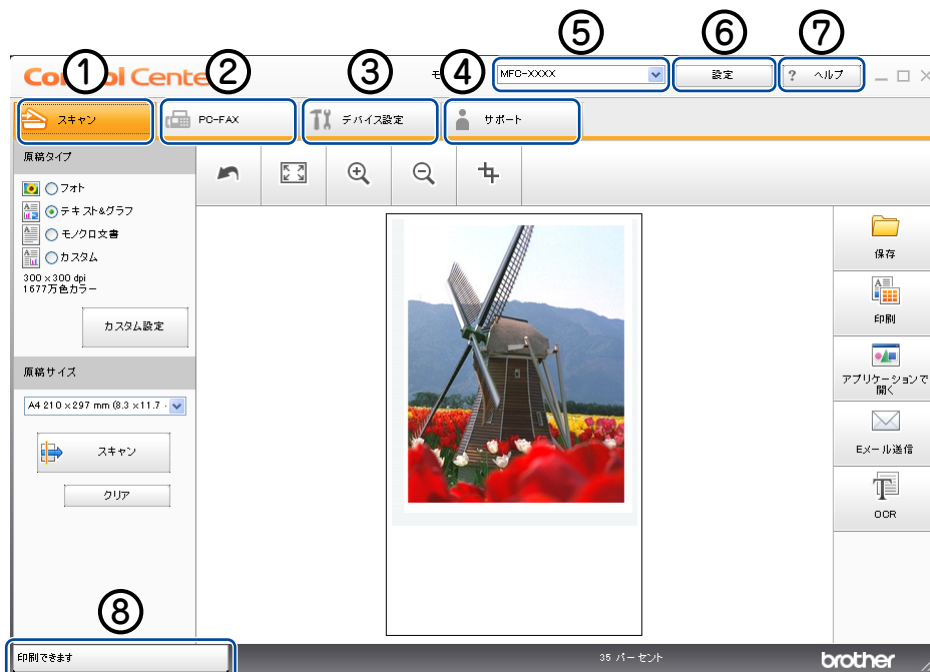 ⑤ ⑥ ⑦
① ② ③ ④
Control Cente
モ
MFC-XXXX
設定
? ヘルプ
スキャン
PC-FAX
デバイス設定
サポート
原稿タイプ
フォト
テキスト&グラフ
モノクロ文書
カスタム
300 x 300 dpi
1677万色カラー
カスタム設定
原稿サイズ
A4 210 x 297 mm (8.3 x 11.7
スキャン
クリア
保存
印刷
アプリケーションで
開く
Eメール送信
OCR
⑧
印刷できます
35 パーセント
brother